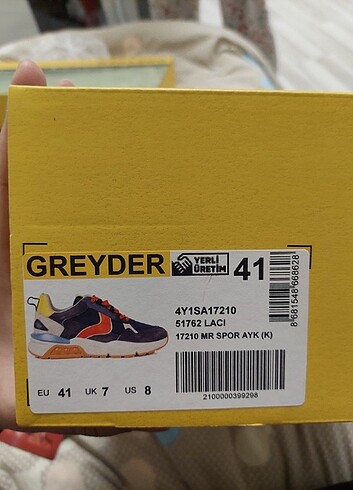 GREYDER
YERLİ
ÜRETİM
41
4Y1SA17210
51762 LACI
17210 MR SPOR AYK (K)
8681548668628
EU 41 UK 7 US 8
2100000399298